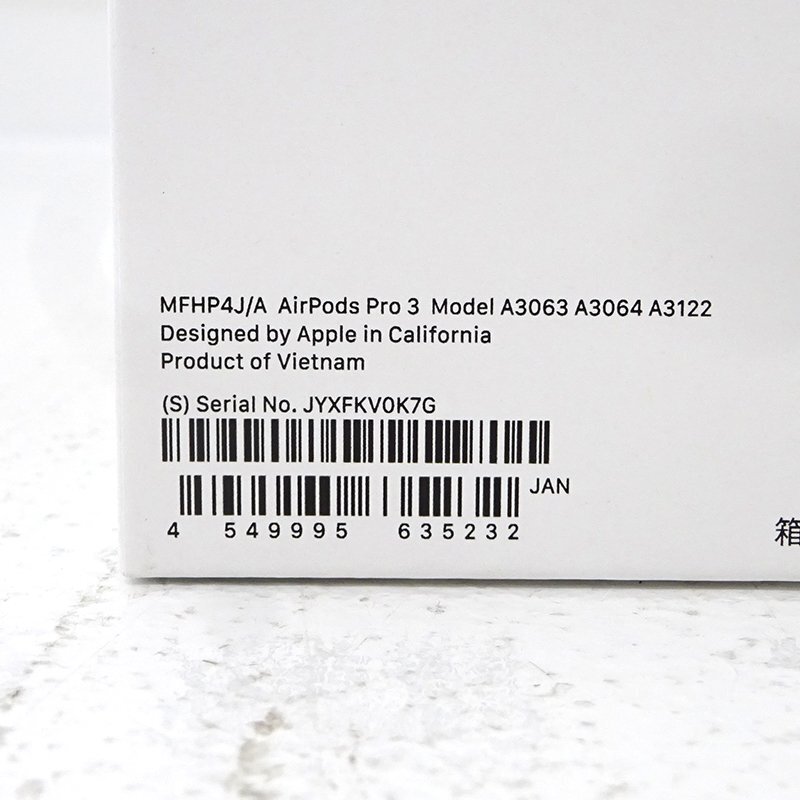 MFHP4J/A AirPods Pro 3 Model A3063 A3064 A3122
Designed by Apple in California
Product of Vietnam
(S) Serial No. JYXFKV0K7G
JAN
4 549995 635232
箱